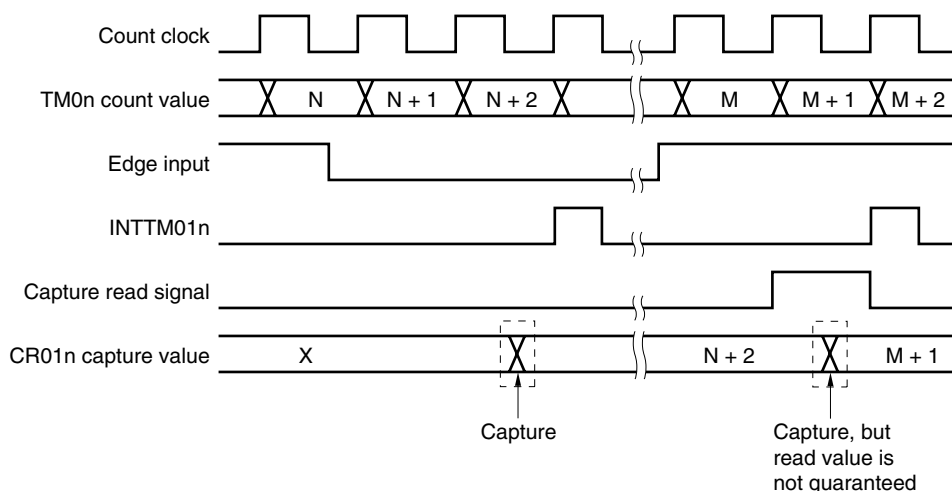 Count clock
TM0n count value N N + 1 N + 2 M M + 1 M + 2
Edge input
INTTM01n
Capture read signal
CR01n capture value X N + 2 M + 1
Capture
Capture, but
read value is
not guaranteed